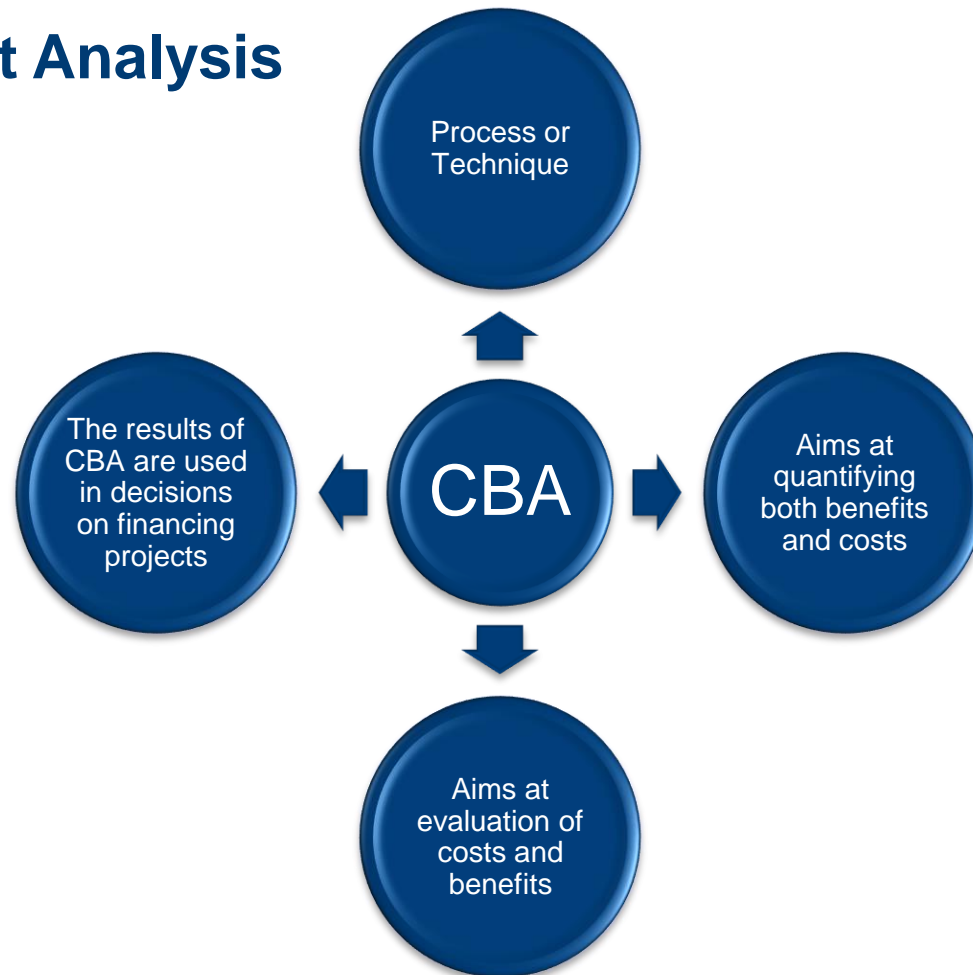 t Analysis
Process or
Technique
The results of
CBA are used
in decisions
on financing
projects
CBA
Aims at
quantifying
both benefits
and costs
Aims at
evaluation of
costs and
benefits